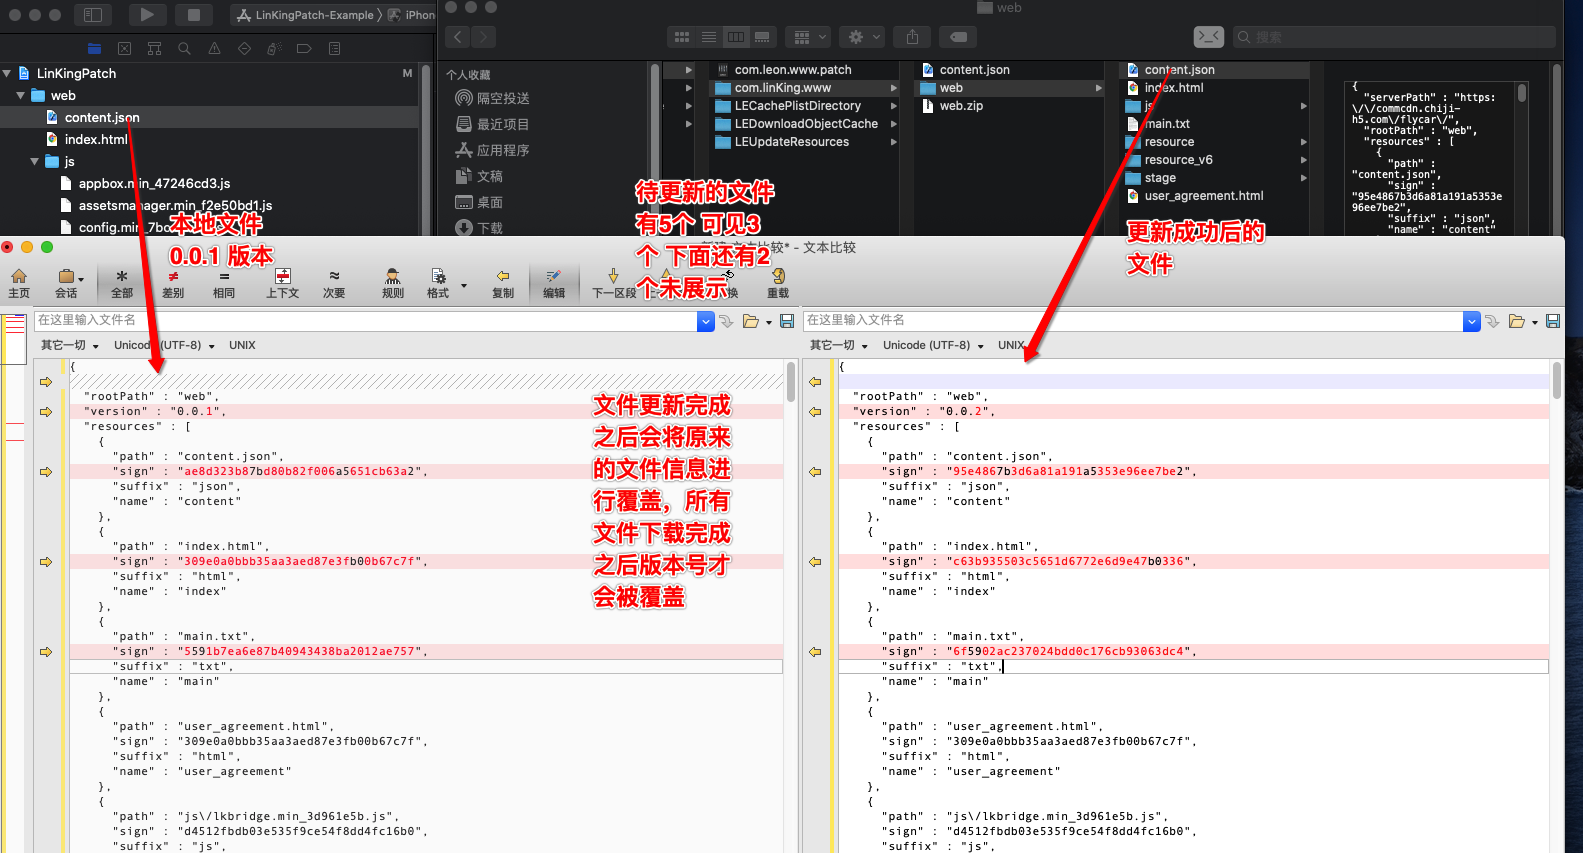 LinKingPatch-Example
iPhon
web
搜索
LinKingPatch
M
web
content.json
index.html
js
appbox.min_47246cd3.js
assetsmanager.min_f2e50bd1.js
个人收藏
隔空投送
最近项目
应用程序
文稿
桌面
下载
com.leon.www.patch
com.linKing.www
LECachePlistDirectory
LEDownloadObjectCache
LEUpdateResources
content.json
web
web.zip
content.json
index.html
js
main.txt
resource
resource_v6
stage
user_agreement.html
{
"serverPath" : "https:
\/\/commcdn.chiji-
h5.com\/flycar\/",
"rootPath" : "web",
"resources" : [
{
"path" :
"content.json",
"sign" :
"95e4867b3d6a81a191a5353e
96ee7be2",
"suffix" : "json",
"name" : "content"
本地文件
0.0.1 版本
待更新的文件
有5个 可见3
个 下面还有2
个未展示
更新成功后的
文件
文本比较* - 文本比较
主页
会话
全部
差别
相同
上下文
次要
规则
格式
复制
编辑
下一区段
重载
在这里输入文件名
在这里输入文件名
其它一切
Unicode (UTF-8)
UNIX
其它一切
Unicode (UTF-8)
UNIX
{
"rootPath" : "web",
"version" : "0.0.1",
"resources" : [
{
"path" : "content.json",
"sign" : "ae8d323b87bd80b82f006a5651cb63a2",
"suffix" : "json",
"name" : "content"
},
{
"path" : "index.html",
"sign" : "309e0a0bbb35aa3aed87e3fb00b67c7f",
"suffix" : "html",
"name" : "index"
},
{
"path" : "main.txt",
"sign" : "5591b7ea6e87b40943438ba2012ae757",
"suffix" : "txt",
"name" : "main"
},
{
"path" : "user_agreement.html",
"sign" : "309e0a0bbb35aa3aed87e3fb00b67c7f",
"suffix" : "html",
"name" : "user_agreement"
},
{
"path" : "js\/lkbridge.min_3d961e5b.js",
"sign" : "d4512fbdb03e535f9ce54f8dd4fc16b0",
"suffix" : "js",
文件更新完成
之后会将原来
的文件信息进
行覆盖，所有
文件下载完成
之后版本号才
会被覆盖
{
"rootPath" : "web",
"version" : "0.0.2",
"resources" : [
{
"path" : "content.json",
"sign" : "95e4867b3d6a81a191a5353e96ee7be2",
"suffix" : "json",
"name" : "content"
},
{
"path" : "index.html",
"sign" : "c63b935503c5651d6772e6d9e47b0336",
"suffix" : "html",
"name" : "index"
},
{
"path" : "main.txt",
"sign" : "6f5902ac237024bdd0c176cb93063dc4",
"suffix" : "txt",
"name" : "main"
},
{
"path" : "user_agreement.html",
"sign" : "309e0a0bbb35aa3aed87e3fb00b67c7f",
"suffix" : "html",
"name" : "user_agreement"
},
{
"path" : "js\/lkbridge.min_3d961e5b.js",
"sign" : "d4512fbdb03e535f9ce54f8dd4fc16b0",
"suffix" : "js",